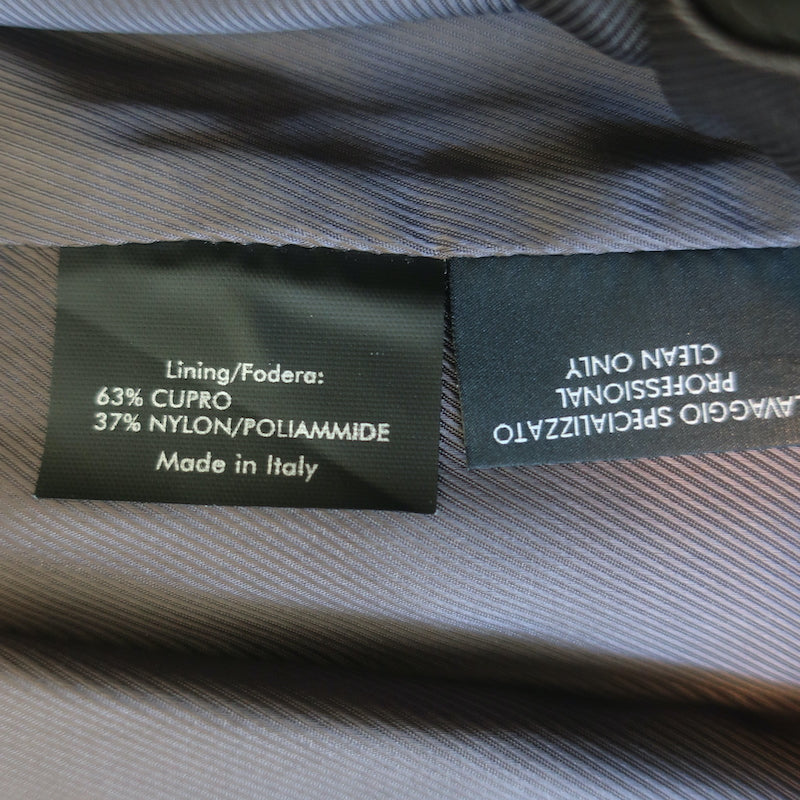 Lining/Fodera:
63% CUPRO
37% NYLON/POLIAMMIDE
Made in Italy
LAVAGGIO SPECIALIZZATO
PROFESSIONAL
CLEAN ONLY